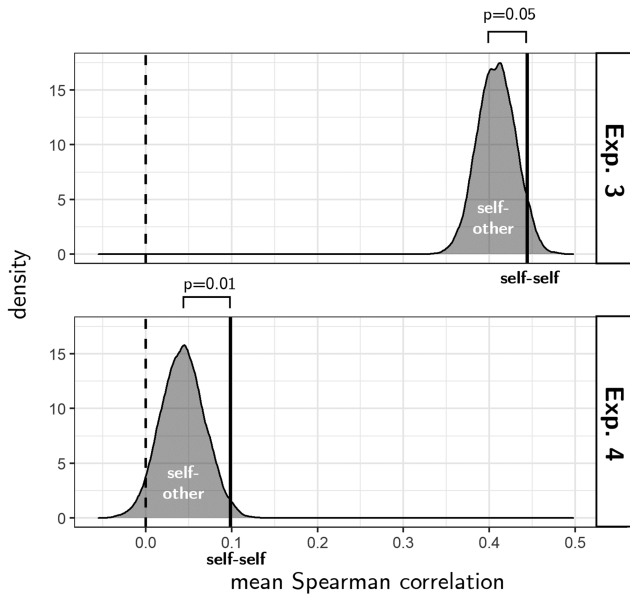 p=0.05
15
10
5
0
self-
other
Exp. 3
self-self
density
p=0.01
15
10
5
0
self-
other
Exp. 4
0.0 0.1 0.2 0.3 0.4 0.5
self-self
mean Spearman correlation